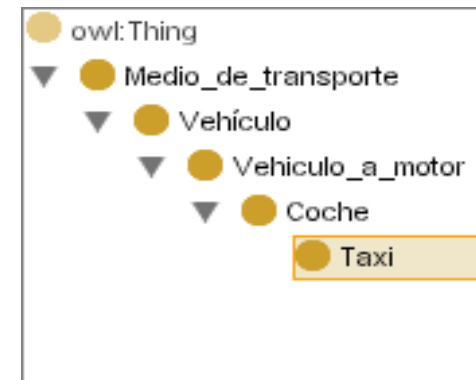 owl:Thing
Medio_de_transporte
Vehículo
Vehiculo_a_motor
Coche
Taxi